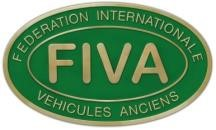 FEDERATION INTERNATIONALE
FIVA
VEHICULES ANCIENS